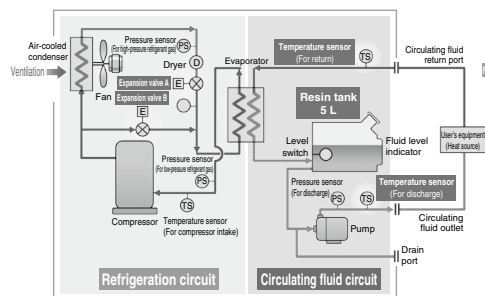 Air-cooled
condenser
Ventilation
Fan
Pressure sensor
(For high-pressure refrigerant gas)
PS
Dryer
D
Expansion valve A
E
Expansion valve B
E
Evaporator
Compressor
Pressure sensor
(For low-pressure refrigerant gas)
PS
TS
Temperature sensor
(For compressor intake)
Refrigeration circuit
Temperature sensor
(For return)
TS
Circulating fluid
return port
Resin tank
5 L
Level
switch
Fluid level
indicator
User's equipment
(Heat source)
Pressure sensor
(For discharge)
PS
TS
Temperature sensor
(For discharge)
Circulating
fluid outlet
Pump
Drain
port
Circulating fluid circuit